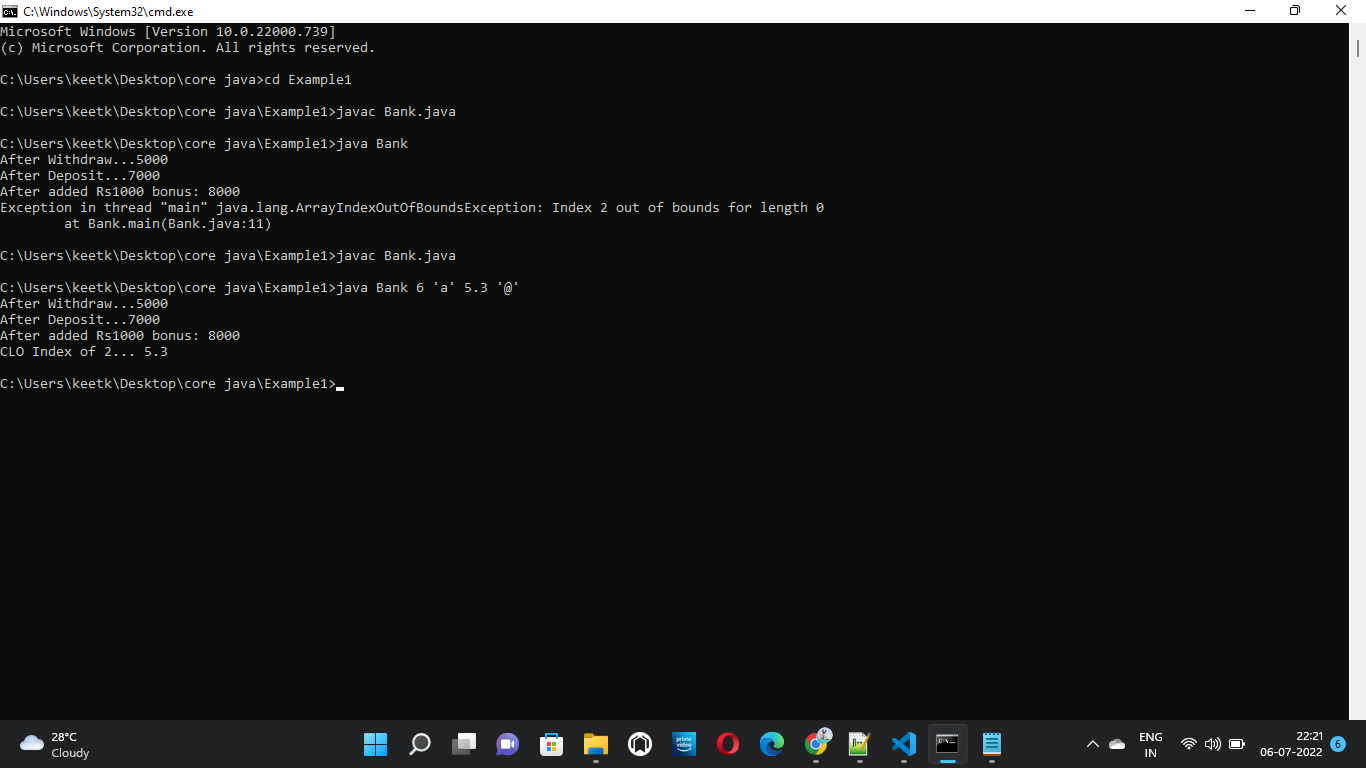 C:\Windows\System32\cmd.exe
Microsoft Windows [Version 10.0.22000.739]
(c) Microsoft Corporation. All rights reserved.
C:\Users\keetk\Desktop\core java>cd Example1
C:\Users\keetk\Desktop\core java\Example1>javac Bank.java
C:\Users\keetk\Desktop\core java\Example1>java Bank
After Withdraw...5000
After Deposit...7000
After added Rs1000 bonus: 8000
Exception in thread "main" java.lang.ArrayIndexOutOfBoundsException: Index 2 out of bounds for length 0
        at Bank.main(Bank.java:11)
C:\Users\keetk\Desktop\core java\Example1>javac Bank.java
C:\Users\keetk\Desktop\core java\Example1>java Bank 6 'a' 5.3 '@'
After Withdraw...5000
After Deposit...7000
After added Rs1000 bonus: 8000
CLO Index of 2... 5.3
C:\Users\keetk\Desktop\core java\Example1>
28°C
Cloudy
prime video
Y
ENG
IN
22:21
06-07-2022
6